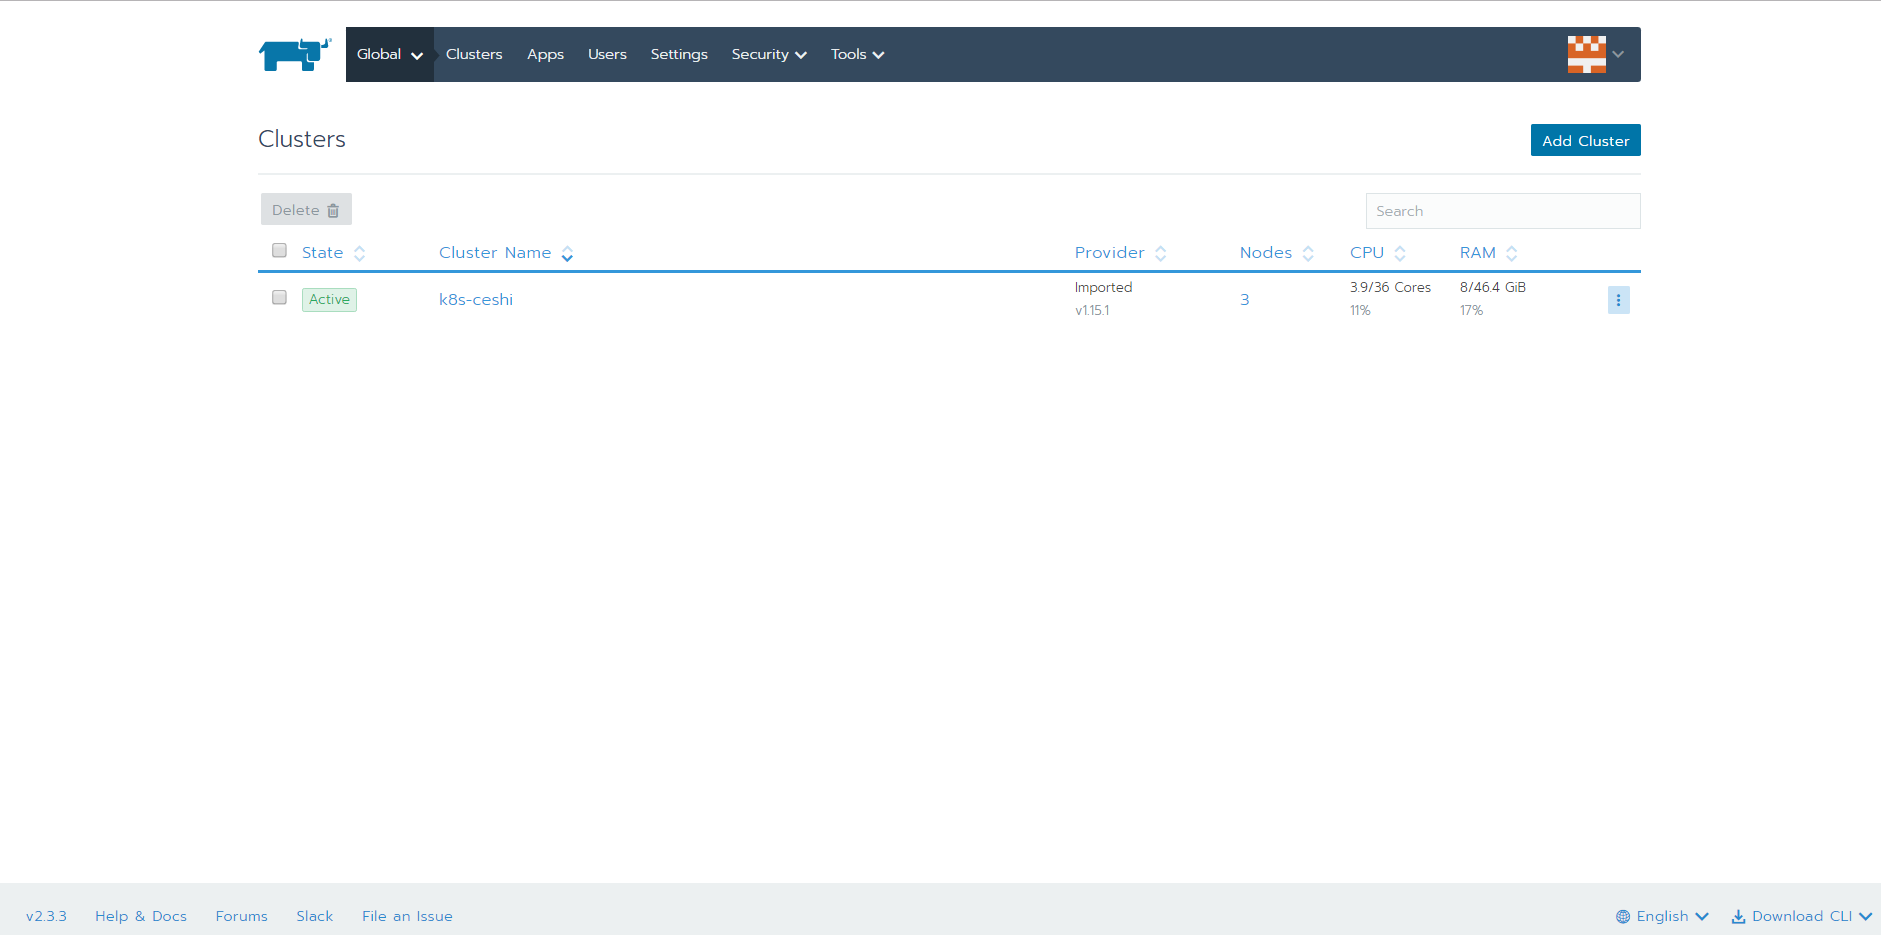 Global Clusters Apps Users Settings Security Tools
Clusters
Add Cluster
Delete
Search
State Cluster Name Provider Nodes CPU RAM
Active k8s-ceshi Imported 3 3.9/36 Cores 8/46.4 GiB
v1.15.1 11% 17%
v2.3.3 Help & Docs Forums Slack File an Issue English Download CLI